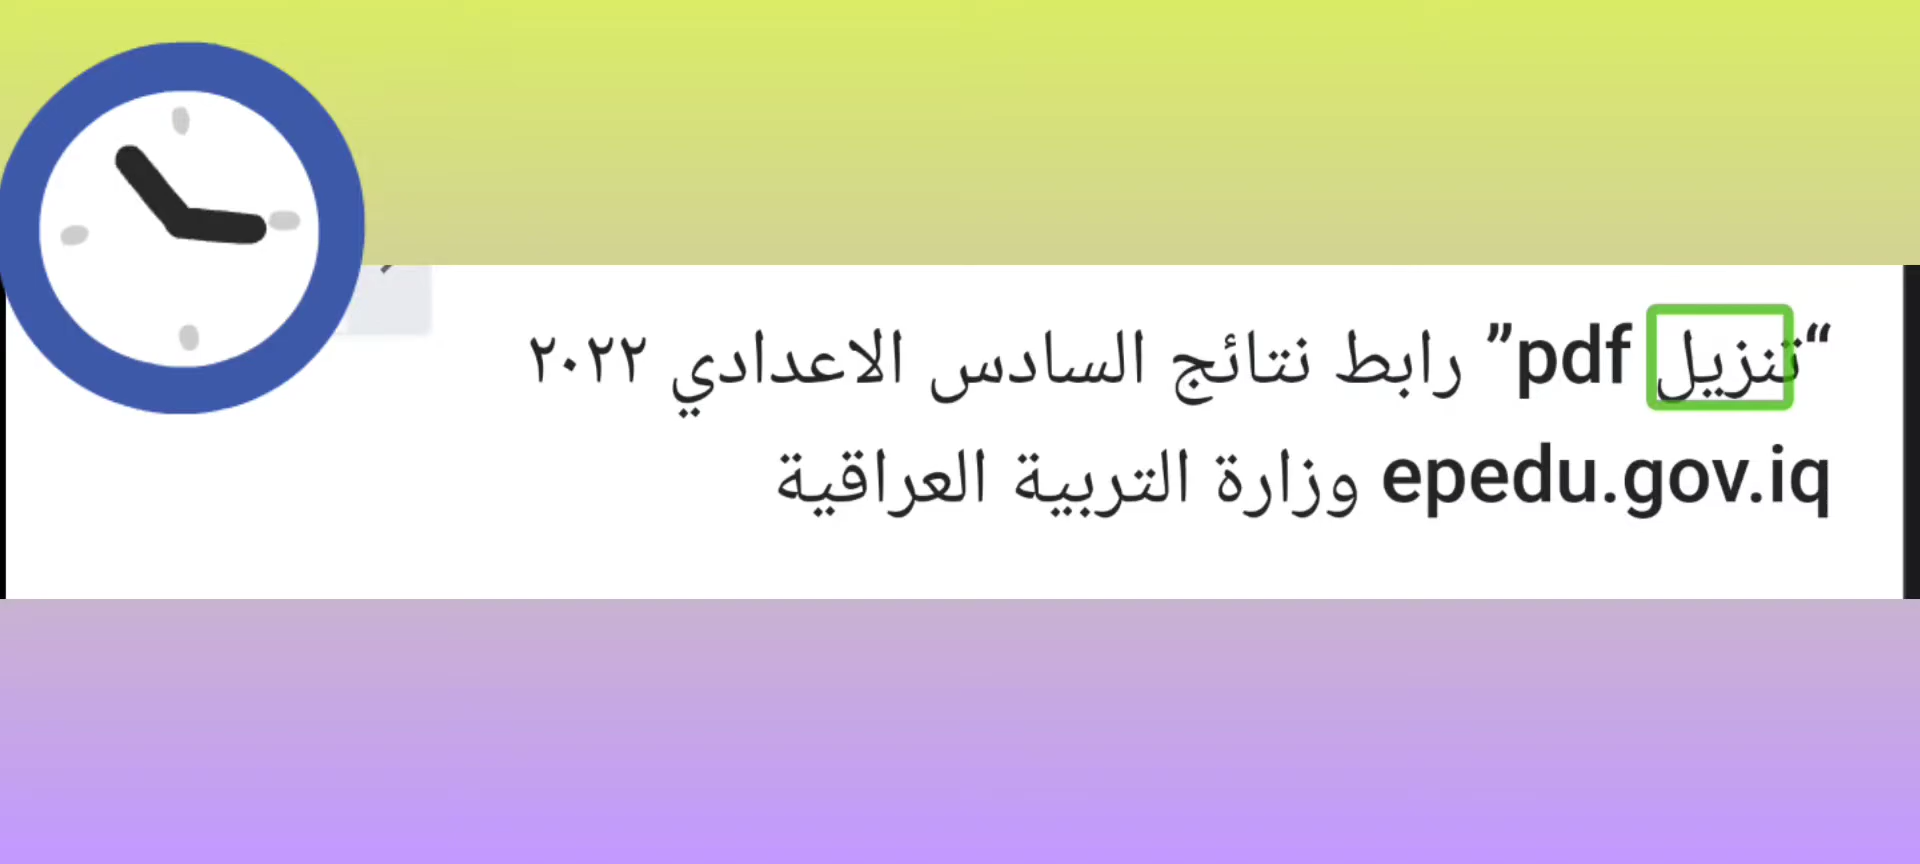 “تنزيل pdf” رابط نتائج السادس الاعدادي ٢٠٢٢
epedu.gov.iq وزارة التربية العراقية